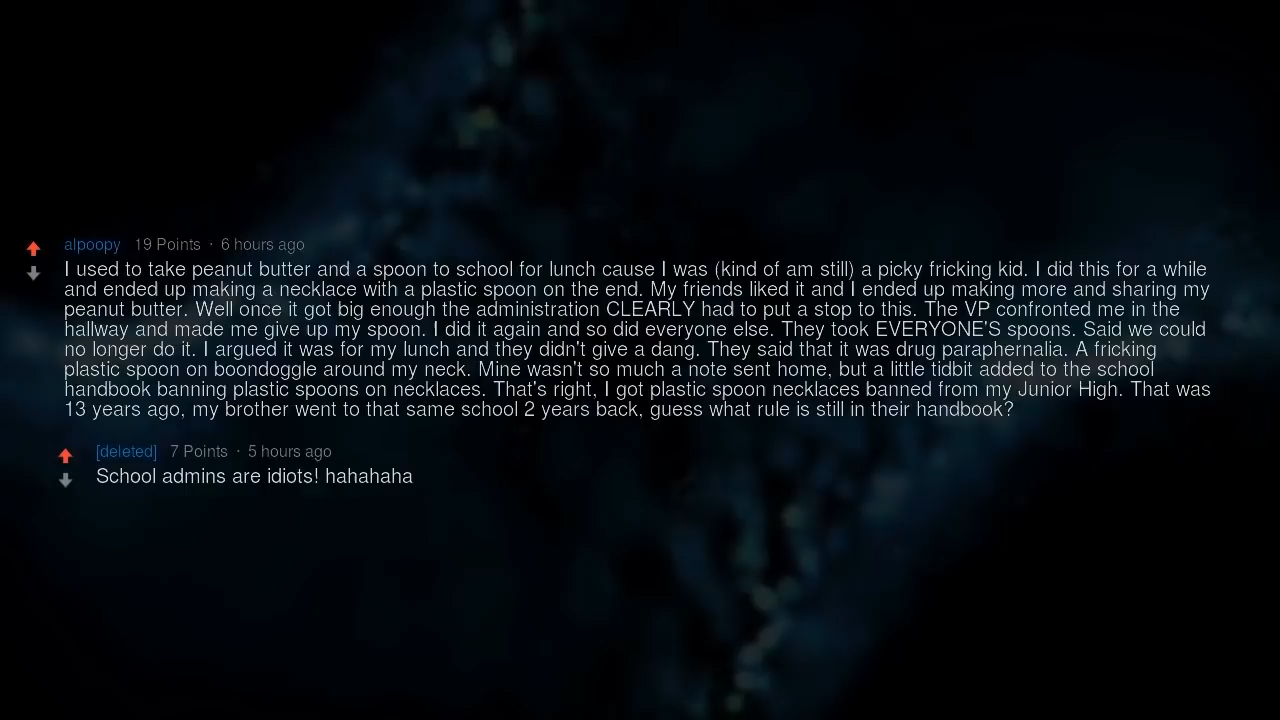 alpoopy 19 Points · 6 hours ago
I used to take peanut butter and a spoon to school for lunch cause I was (kind of am still) a picky fricking kid. I did this for a while
and ended up making a necklace with a plastic spoon on the end. My friends liked it and I ended up making more and sharing my
peanut butter. Well once it got big enough the administration CLEARLY had to put a stop to this. The VP confronted me in the
hallway and made me give up my spoon. I did it again and so did everyone else. They took EVERYONE'S spoons. Said we could
no longer do it. I argued it was for my lunch and they didn't give a dang. They said that it was drug paraphernalia. A fricking
plastic spoon on boondoggle around my neck. Mine wasn't so much a note sent home, but a little tidbit added to the school
handbook banning plastic spoons on necklaces. That's right, I got plastic spoon necklaces banned from my Junior High. That was
13 years ago, my brother went to that same school 2 years back, guess what rule is still in their handbook?
[deleted] 7 Points · 5 hours ago
School admins are idiots! hahahaha